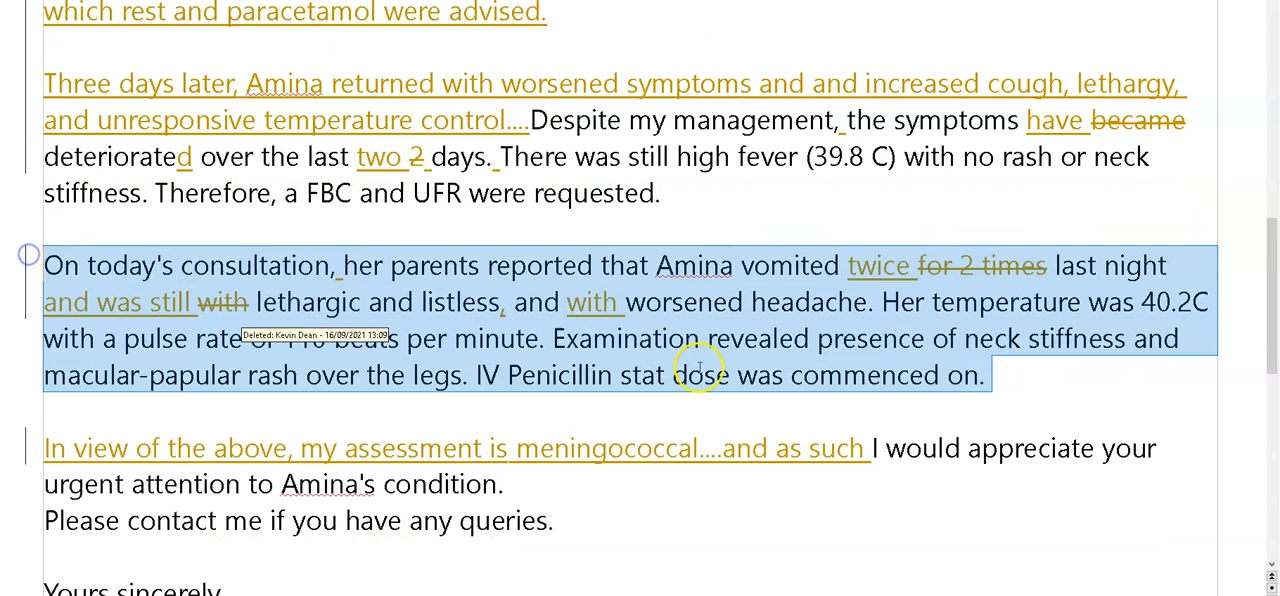 which rest and paracetamol were advised.
Three days later, Amina returned with worsened symptoms and and increased cough, lethargy,
and unresponsive temperature control....Despite my management, the symptoms have became
deteriorated over the last two 2 days. There was still high fever (39.8 C) with no rash or neck
stiffness. Therefore, a FBC and UFR were requested.
On today's consultation, her parents reported that Amina vomited twice for 2 times last night
and was still with lethargic and listless, and with worsened headache. Her temperature was 40.2C
with a pulse rate beats per minute. Examination revealed presence of neck stiffness and
Deleted: Kevin Dean - 16/09/2021 13:09
macular-papular rash over the legs. IV Penicillin stat dose was commenced on.
In view of the above, my assessment is meningococcal....and as such I would appreciate your
urgent attention to Amina's condition.
Please contact me if you have any queries.
Yours sincerely